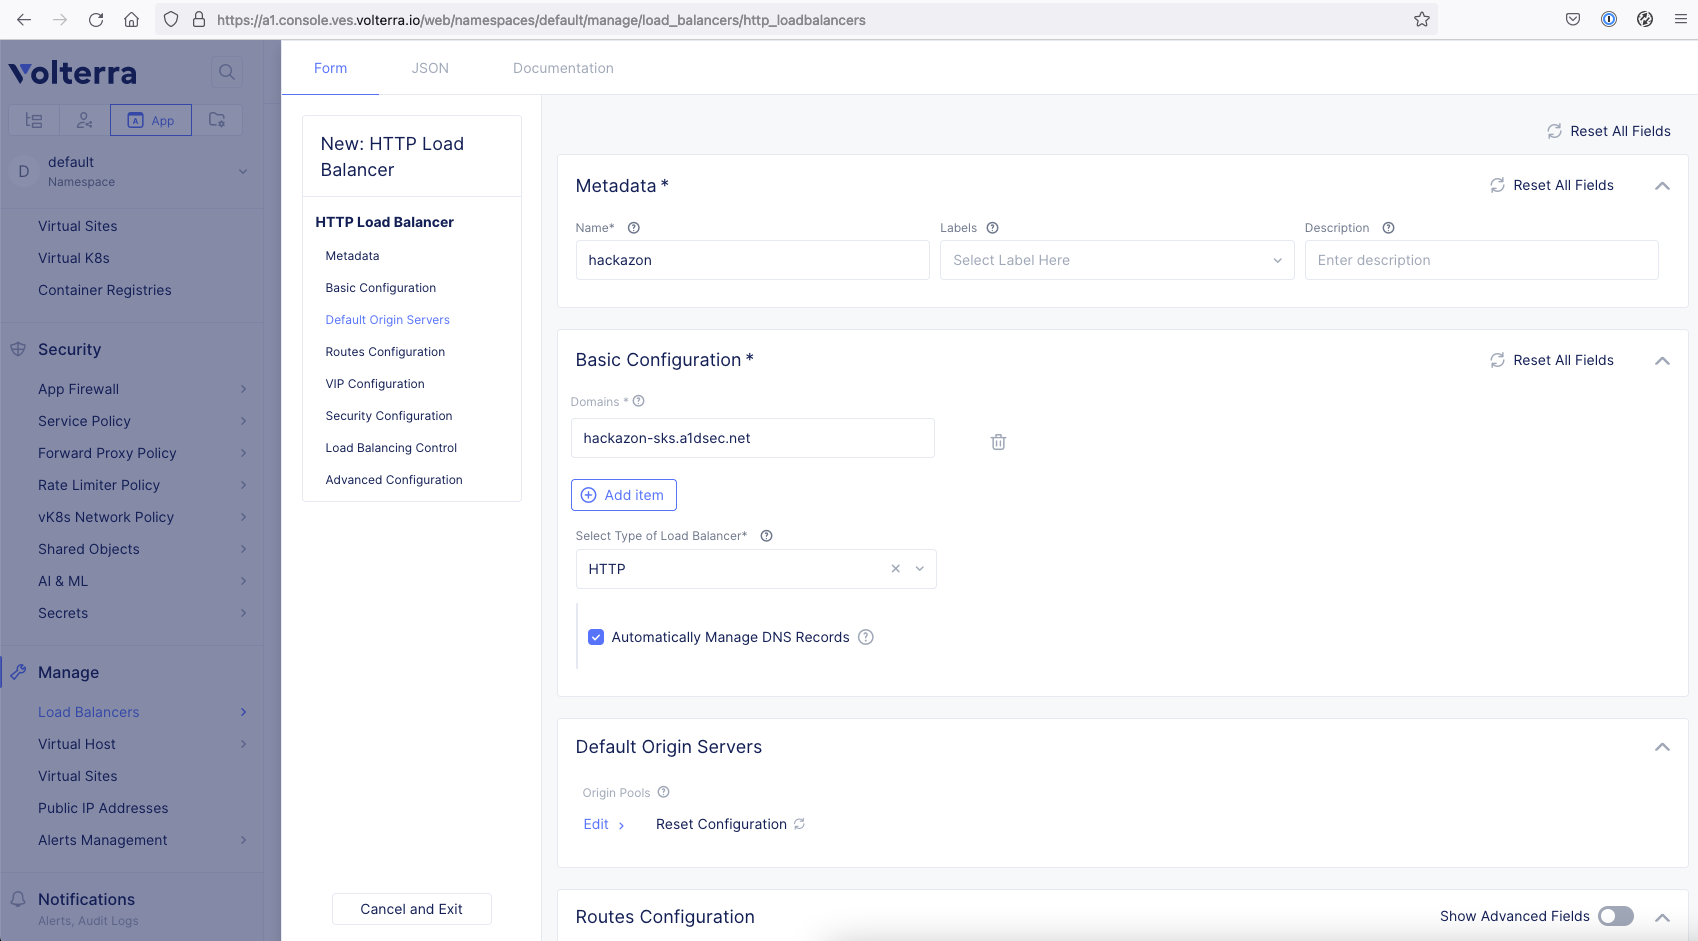 https://a1.console.ves.volterra.io/web/namespaces/default/manage/load_balancers/http_loadbalancers
Volterra
App
D
default
Namespace
Virtual Sites
Virtual K8s
Container Registries
Security
App Firewall
Service Policy
Forward Proxy Policy
Rate Limiter Policy
vK8s Network Policy
Shared Objects
AI & ML
Secrets
Manage
Load Balancers
Virtual Host
Virtual Sites
Public IP Addresses
Alerts Management
Notifications
Alerts, Audit Logs
Form JSON Documentation
New: HTTP Load
Balancer
HTTP Load Balancer
Metadata
Basic Configuration
Default Origin Servers
Routes Configuration
VIP Configuration
Security Configuration
Load Balancing Control
Advanced Configuration
Cancel and Exit
Reset All Fields
Metadata * Reset All Fields
Name* Labels Description
hackazon Select Label Here Enter description
Basic Configuration * Reset All Fields
Domains *
hackazon-sks.a1dsec.net
Add item
Select Type of Load Balancer*
HTTP
Automatically Manage DNS Records
Default Origin Servers
Origin Pools
Edit Reset Configuration
Routes Configuration Show Advanced Fields